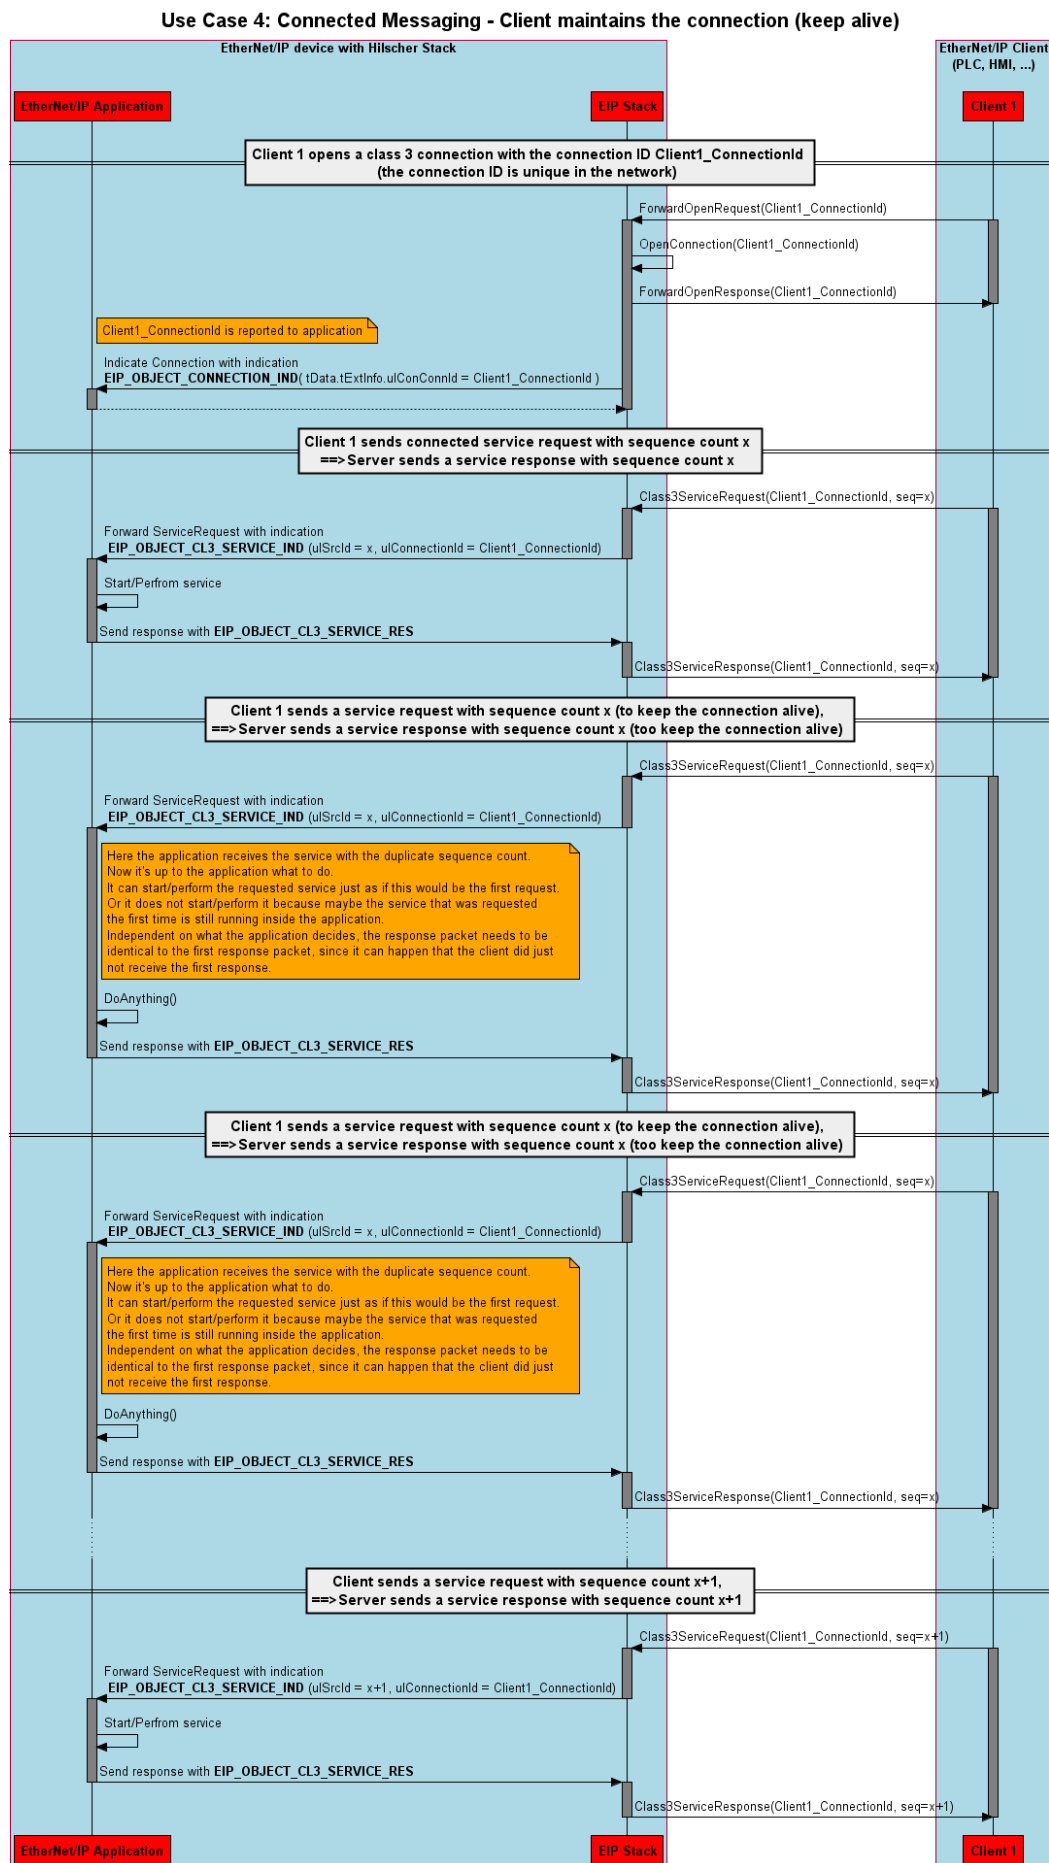 Use Case 4: Connected Messaging - Client maintains the connection (keep alive)
EtherNet/IP device with Hilscher Stack
EtherNet/IP Client
(PLC, HMI, ...)
EtherNet/IP Application
EIP Stack
Client 1
Client 1 opens a class 3 connection with the connection ID Client1_ConnectionId
(the connection ID is unique in the network)
ForwardOpenRequest(Client1_ConnectionId)
OpenConnection(Client1_ConnectionId)
ForwardOpenResponse(Client1_ConnectionId)
Client1_ConnectionId is reported to application
Indicate Connection with indication
EIP_OBJECT_CONNECTION_IND( tData.tExtInfo.ulConConnId = Client1_ConnectionId )
Client 1 sends connected service request with sequence count x
==>Server sends a service response with sequence count x
Class3ServiceRequest(Client1_ConnectionId, seq=x)
Forward ServiceRequest with indication
EIP_OBJECT_CL3_SERVICE_IND (ulSrcId = x, ulConnectionId = Client1_ConnectionId)
Start/Perfrom service
Send response with EIP_OBJECT_CL3_SERVICE_RES
Class3ServiceResponse(Client1_ConnectionId, seq=x)
Client 1 sends a service request with sequence count x (to keep the connection alive),
==>Server sends a service response with sequence count x (too keep the connection alive)
Class3ServiceRequest(Client1_ConnectionId, seq=x)
Forward ServiceRequest with indication
EIP_OBJECT_CL3_SERVICE_IND (ulSrcId = x, ulConnectionId = Client1_ConnectionId)
Here the application receives the service with the duplicate sequence count.
Now it's up to the application what to do.
It can start/perform the requested service just as if this would be the first request.
Or it does not start/perform it because maybe the service that was requested
the first time is still running inside the application.
Independent on what the application decides, the response packet needs to be
identical to the first response packet, since it can happen that the client did just
not receive the first response.
DoAnything()
Send response with EIP_OBJECT_CL3_SERVICE_RES
Class3ServiceResponse(Client1_ConnectionId, seq=x)
Client 1 sends a service request with sequence count x (to keep the connection alive),
==>Server sends a service response with sequence count x (too keep the connection alive)
Class3ServiceRequest(Client1_ConnectionId, seq=x)
Forward ServiceRequest with indication
EIP_OBJECT_CL3_SERVICE_IND (ulSrcId = x, ulConnectionId = Client1_ConnectionId)
Here the application receives the service with the duplicate sequence count.
Now it's up to the application what to do.
It can start/perform the requested service just as if this would be the first request.
Or it does not start/perform it because maybe the service that was requested
the first time is still running inside the application.
Independent on what the application decides, the response packet needs to be
identical to the first response packet, since it can happen that the client did just
not receive the first response.
DoAnything()
Send response with EIP_OBJECT_CL3_SERVICE_RES
Class3ServiceResponse(Client1_ConnectionId, seq=x)
Client sends a service request with sequence count x+1,
==>Server sends a service response with sequence count x+1
Class3ServiceRequest(Client1_ConnectionId, seq=x+1)
Forward ServiceRequest with indication
EIP_OBJECT_CL3_SERVICE_IND (ulSrcId = x+1, ulConnectionId = Client1_ConnectionId)
Start/Perfrom service
Send response with EIP_OBJECT_CL3_SERVICE_RES
Class3ServiceResponse(Client1_ConnectionId, seq=x+1)
EtherNet/IP Application
EIP Stack
Client 1